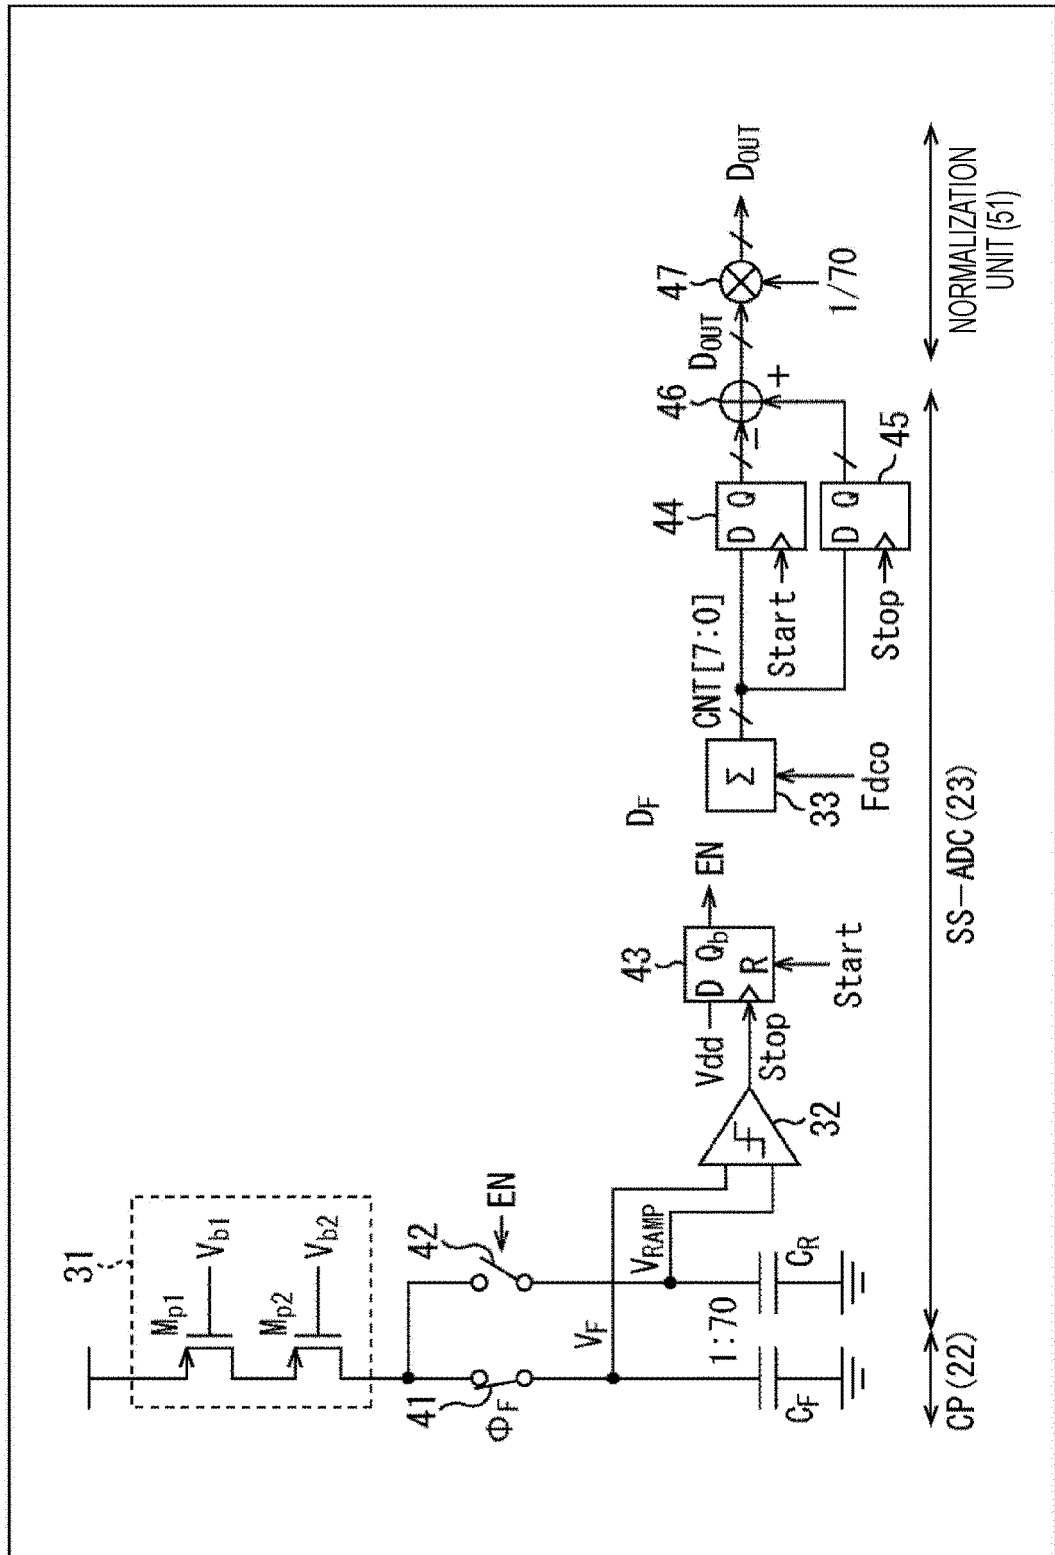 31
Mp1
Vb1
Mp2
Vb2
41
ΦF
42
EN
VF
VRAMP
1:70
CF
CR
32
Stop
Vdd
43
D Qb
R
EN
Start
DF
Σ
33
Fdco
CNT[7:0]
44
D Q
Start
45
D Q
Stop
46
−
+
DOUT
47
1/70
DOUT
CP(22)
SS−ADC(23)
NORMALIZATION
UNIT(51)